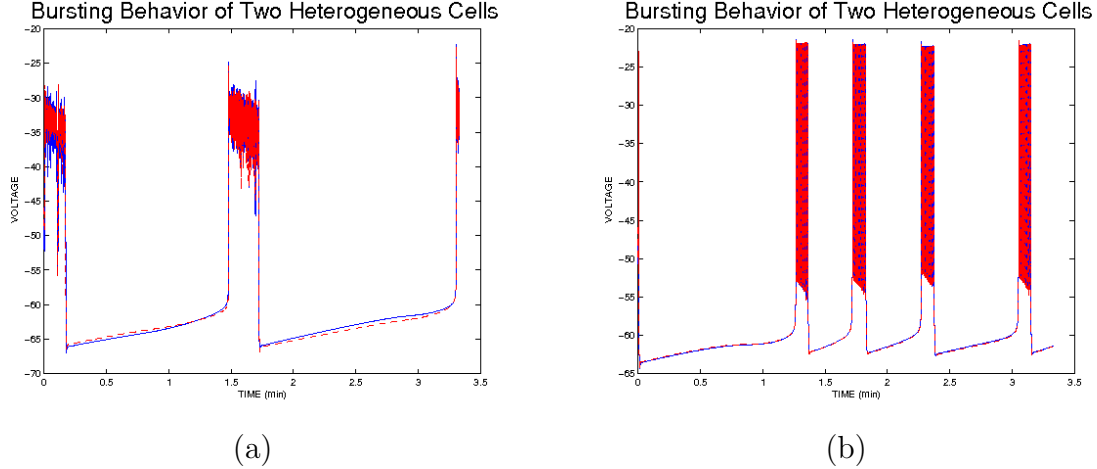 Bursting Behavior of Two Heterogeneous Cells
−20
−25
−30
−35
−40
−45
−50
−55
−60
−65
−70
VOLTAGE
0 0.5 1 1.5 2 2.5 3 3.5
TIME (min)
(a)
Bursting Behavior of Two Heterogeneous Cells
−20
−25
−30
−35
−40
−45
−50
−55
−60
−65
VOLTAGE
0 0.5 1 1.5 2 2.5 3 3.5
TIME (min)
(b)